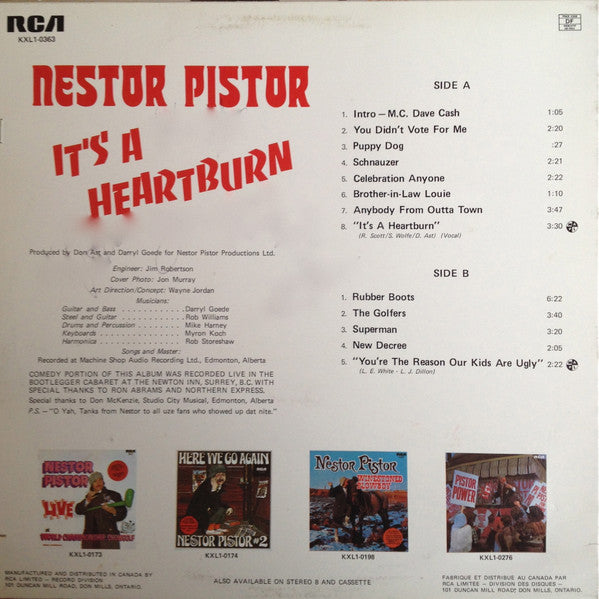 RCA
KXL1-0363
NESTOR PISTOR
IT'S A
HEARTBURN
Produced by Don Ast and Darryl Goede for Nestor Pistor Productions Ltd.
Engineer: Jim Robertson
Cover Photo: Jon Murray
Art Direction/Concept: Wayne Jordan
Musicians:
Guitar and Bass . . . . . . . . . . . . . Darryl Goede
Steel and Guitar . . . . . . . . . . . . . Rob Williams
Drums and Percussion . . . . . . . . . . Mike Harney
Keyboards . . . . . . . . . . . . . . . . Myron Koch
Harmonica . . . . . . . . . . . . . . . . Rob Storeshaw
Songs and Master:
Recorded at Machine Shop Audio Recording Ltd., Edmonton, Alberta
COMEDY PORTION OF THIS ALBUM WAS RECORDED LIVE IN THE
BOOTLEGGER CABARET AT THE NEWTON INN, SURREY, B.C. WITH
SPECIAL THANKS TO RON ABRAMS AND NORTHERN EXPRESS.
Special thanks to Don McKenzie, Studio City Musical, Edmonton, Alberta
P.S. – "O Yah, Tanks from Nestor to all uze fans who showed up dat nite."
SIDE A
1. Intro – M.C. Dave Cash 1:05
2. You Didn't Vote For Me 2:20
3. Puppy Dog :27
4. Schnauzer 2:21
5. Celebration Anyone 2:22
6. Brother-in-Law Louie 1:10
7. Anybody From Outta Town 3:47
8. "It's A Heartburn" 3:30
(R. Scott/S. Wolfe/D. Ast) (Vocal)
SIDE B
1. Rubber Boots 6:22
2. The Golfers 3:40
3. Superman 3:20
4. New Decree 2:05
5. "You're The Reason Our Kids Are Ugly" 2:22
(L. E. White - L. J. Dillon)
NESTOR
PISTOR
LIVE
KXL1-0173
HERE WE GO AGAIN
RCA
NESTOR PISTOR #2
KXL1-0174
NESTOR PISTOR
WINESTONED
PLOWBOY
KXL1-0198
PISTOR
POWER
KXL1-0276
MANUFACTURED AND DISTRIBUTED IN CANADA BY
RCA LIMITED – RECORD DIVISION
101 DUNCAN MILL ROAD, DON MILLS, ONTARIO.
ALSO AVAILABLE ON STEREO 8 AND CASSETTE
FABRIQUE ET DISTRIBUÉ AU CANADA PAR
RCA LIMITEE – DIVISION DES DISQUES –
101 DUNCAN MILL ROAD, DON MILLS, ONTARIO.